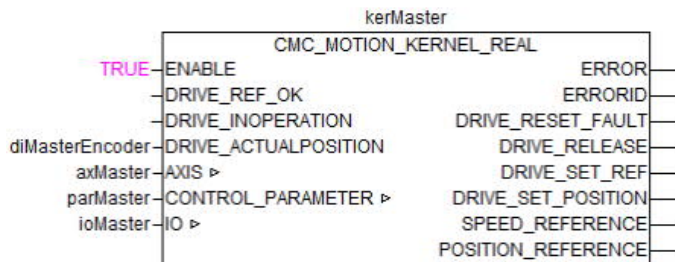 kerMaster
CMC_MOTION_KERNEL_REAL
TRUE ENABLE ERROR
DRIVE_REF_OK ERRORID
DRIVE_INOPERATION DRIVE_RESET_FAULT
diMasterEncoder DRIVE_ACTUALPOSITION DRIVE_RELEASE
axMaster AXIS ▹ DRIVE_SET_REF
parMaster CONTROL_PARAMETER ▹ DRIVE_SET_POSITION
ioMaster IO ▹ SPEED_REFERENCE
POSITION_REFERENCE